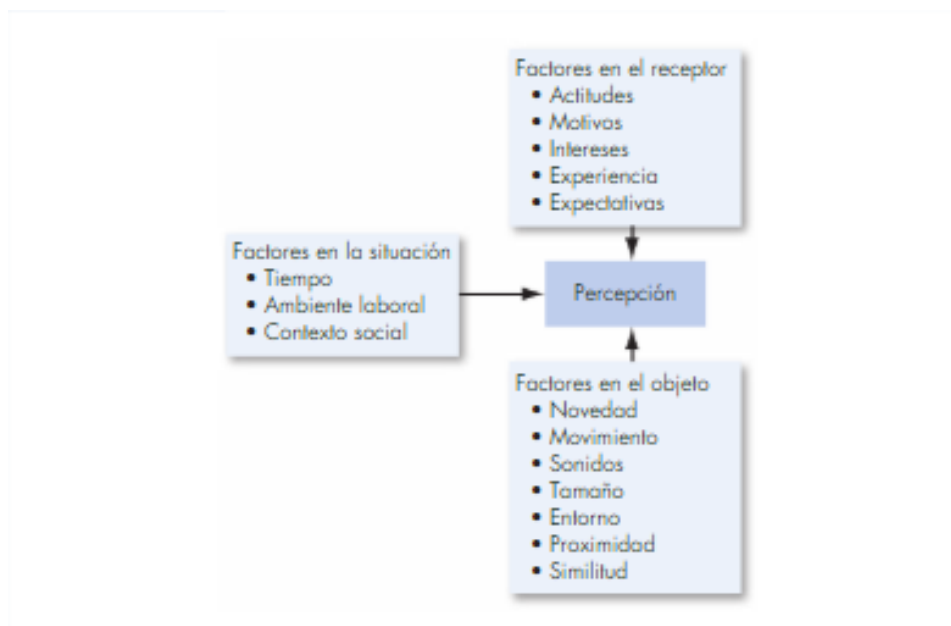 Factores en el receptor
• Actitudes
• Motivos
• Intereses
• Experiencia
• Expectativas
Factores en la situación
• Tiempo
• Ambiente laboral
• Contexto social
Percepción
Factores en el objeto
• Novedad
• Movimiento
• Sonidos
• Tamaño
• Entorno
• Proximidad
• Similitud